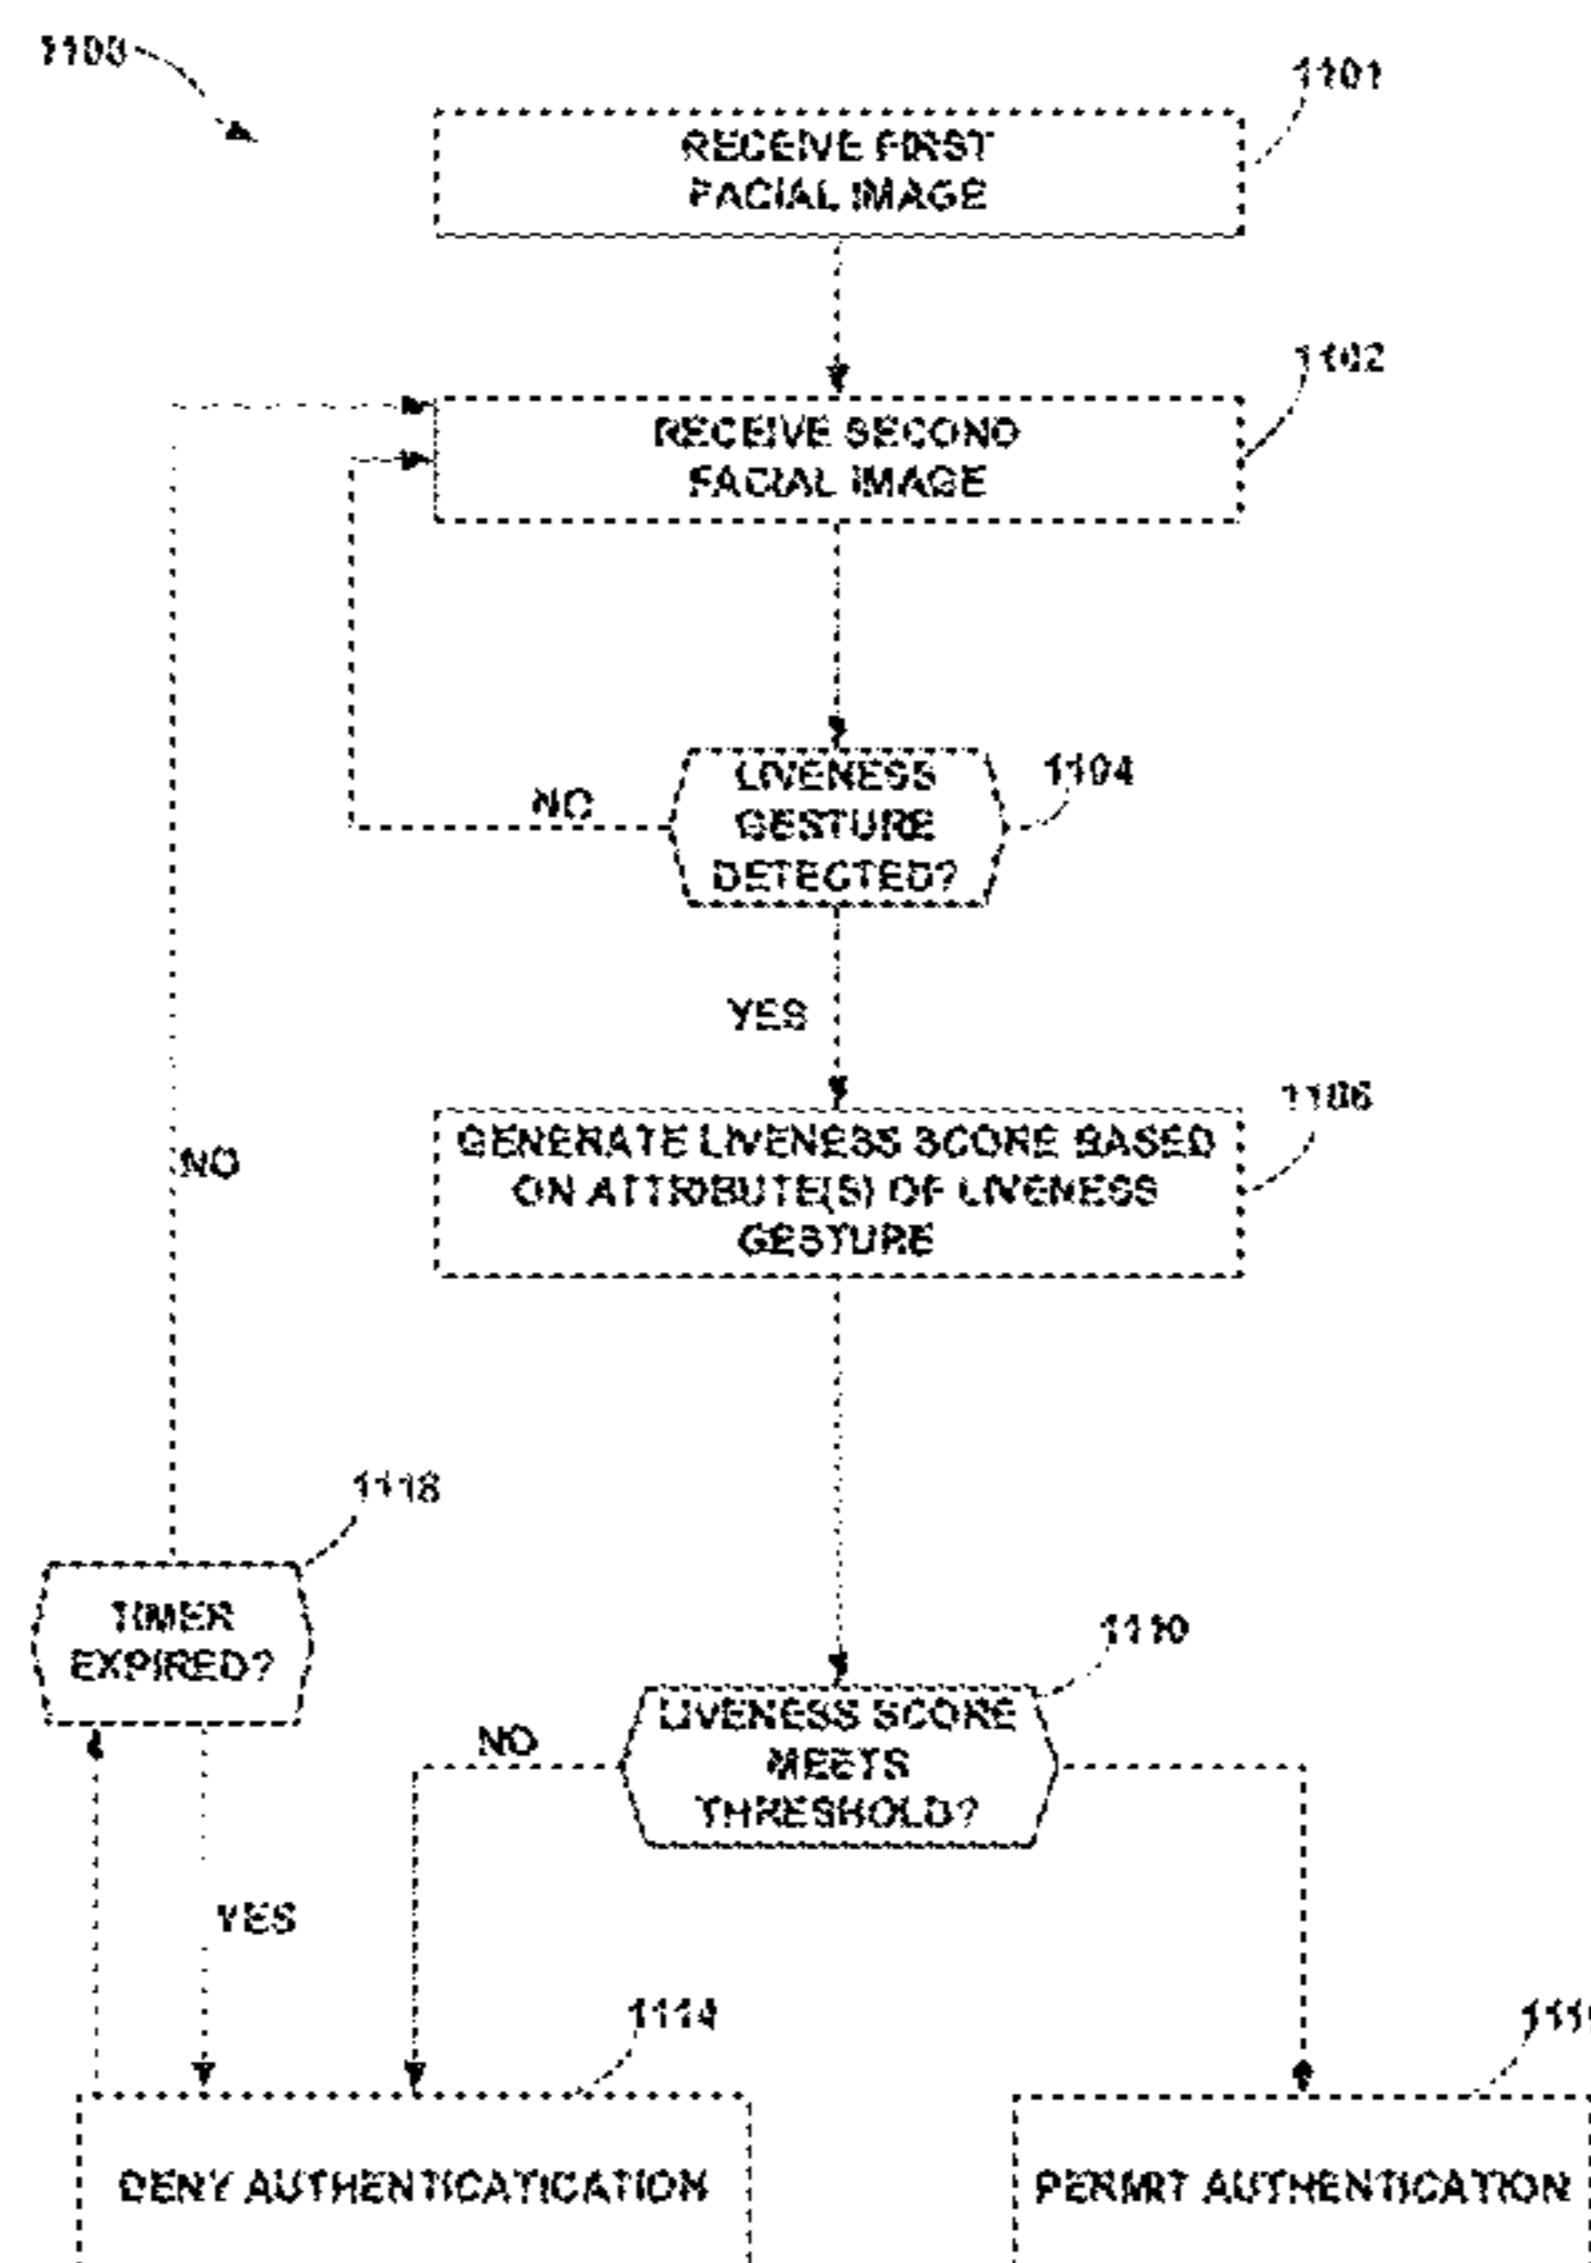 1100
1101
RECEIVE FIRST
FACIAL IMAGE
1102
RECEIVE SECOND
FACIAL IMAGE
1104
LIVENESS
GESTURE
DETECTED?
NO
YES
1106
GENERATE LIVENESS SCORE BASED
ON ATTRIBUTE(S) OF LIVENESS
GESTURE
NO
1118
TIMER
EXPIRED?
1110
LIVENESS SCORE
MEETS
THRESHOLD?
NO
YES
1114
DENY AUTHENTICATICATION
PERMIT AUTHENTICATION